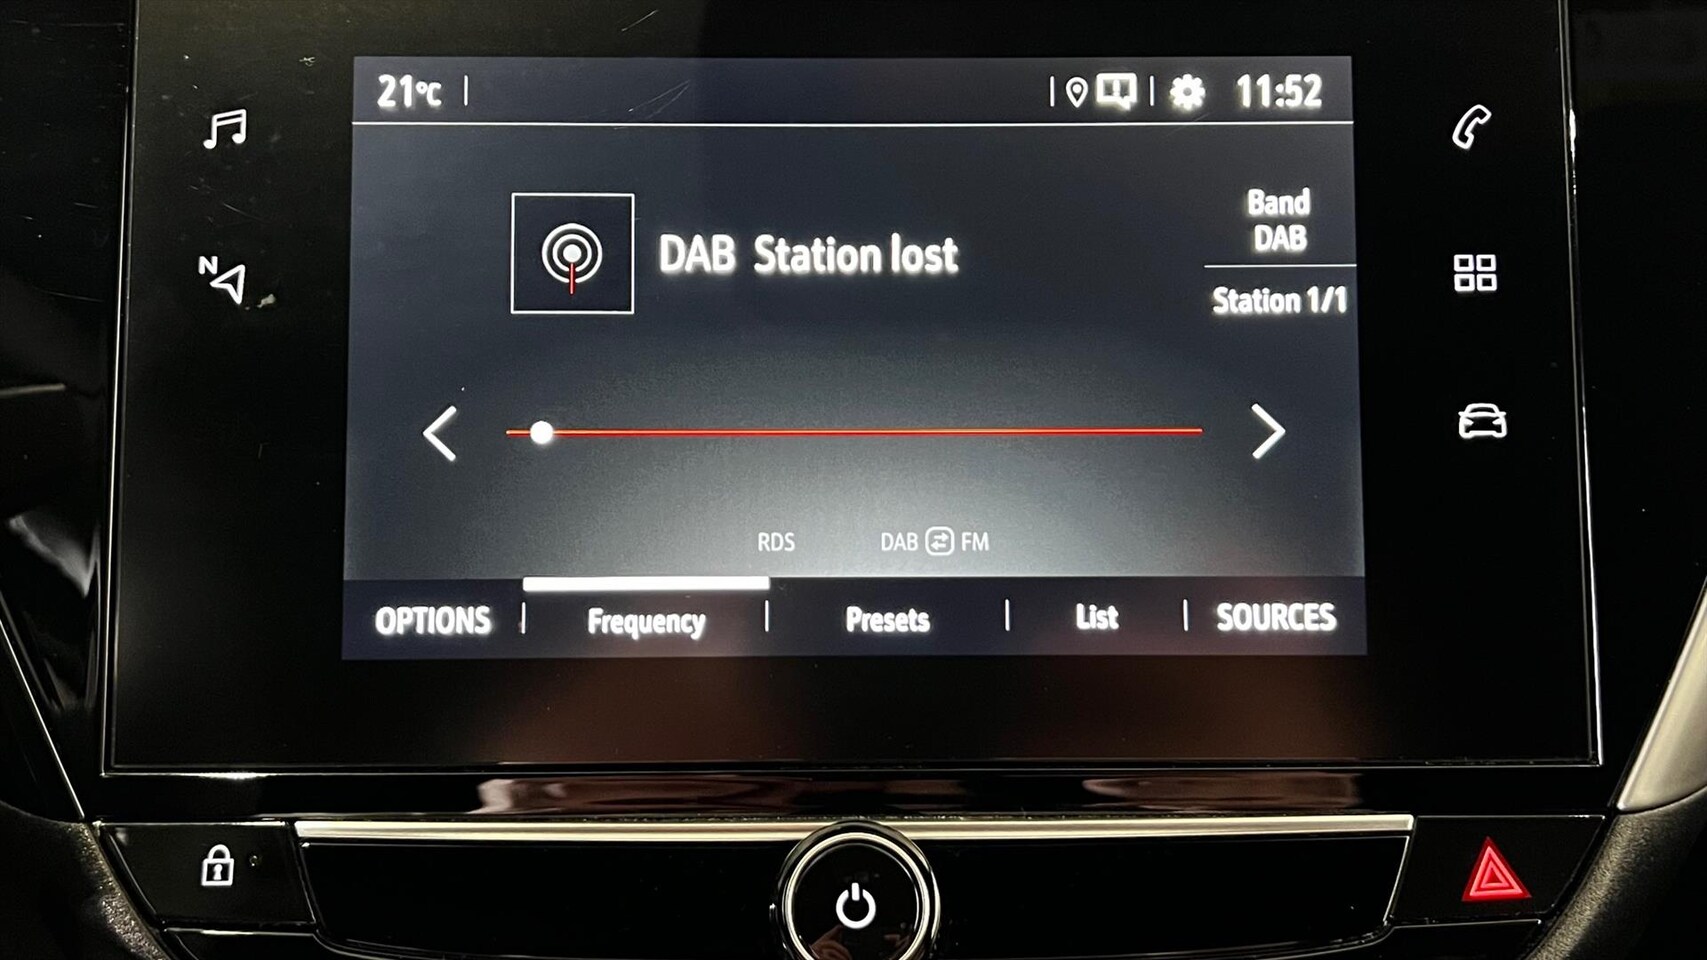 21°C
11:52
N
DAB Station lost
Band
DAB
Station 1/1
RDS
DAB FM
OPTIONS
Frequency
Presets
List
SOURCES